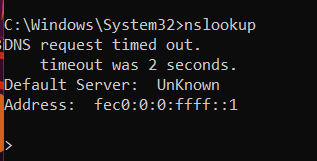 C:\Windows\System32>nslookup
DNS request timed out.
    timeout was 2 seconds.
Default Server:  UnKnown
Address:  fec0:0:0:ffff::1

>